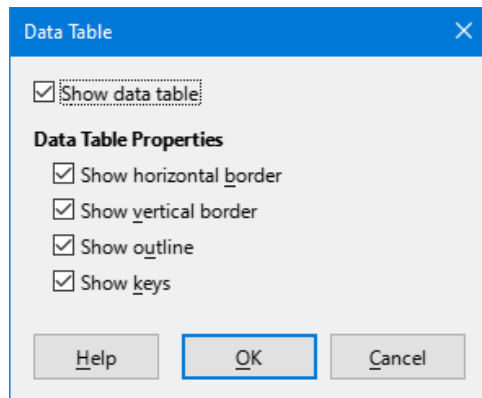 Data Table
Show data table
Data Table Properties
Show horizontal border
Show vertical border
Show outline
Show keys
Help OK Cancel